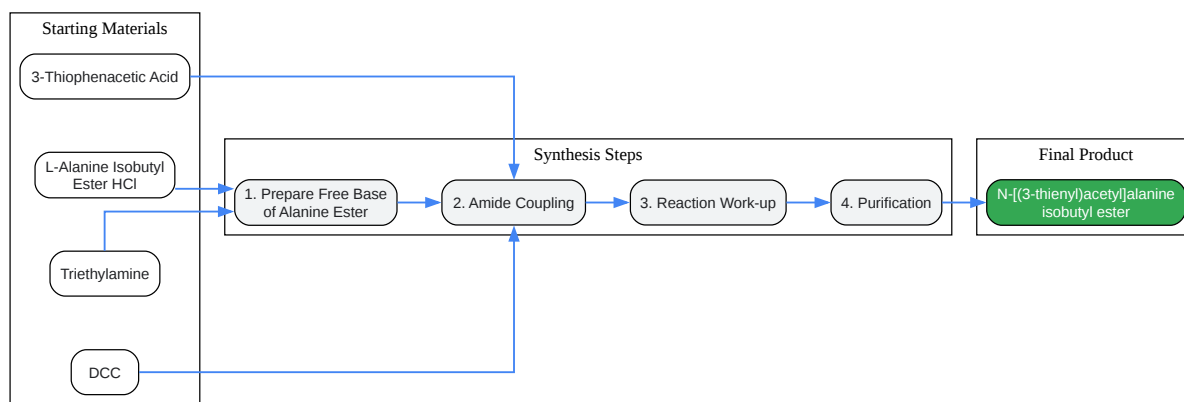 Starting Materials
3-Thiophenacetic Acid
L-Alanine Isobutyl
Ester HCl
Triethylamine
DCC
Synthesis Steps
1. Prepare Free Base
of Alanine Ester
2. Amide Coupling
3. Reaction Work-up
4. Purification
Final Product
N-[(3-thienyl)acetyl]alanine
isobutyl ester